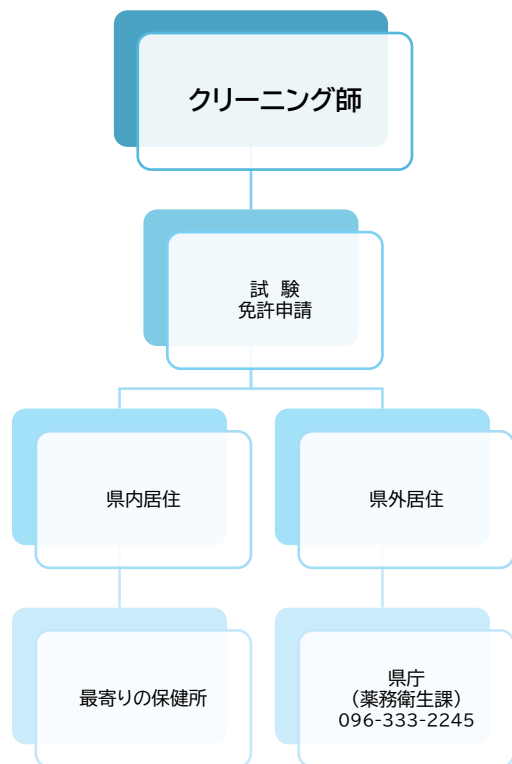 クリーニング師
試 験
免許申請
県内居住
県外居住
最寄りの保健所
県庁
（薬務衛生課）
096-333-2245